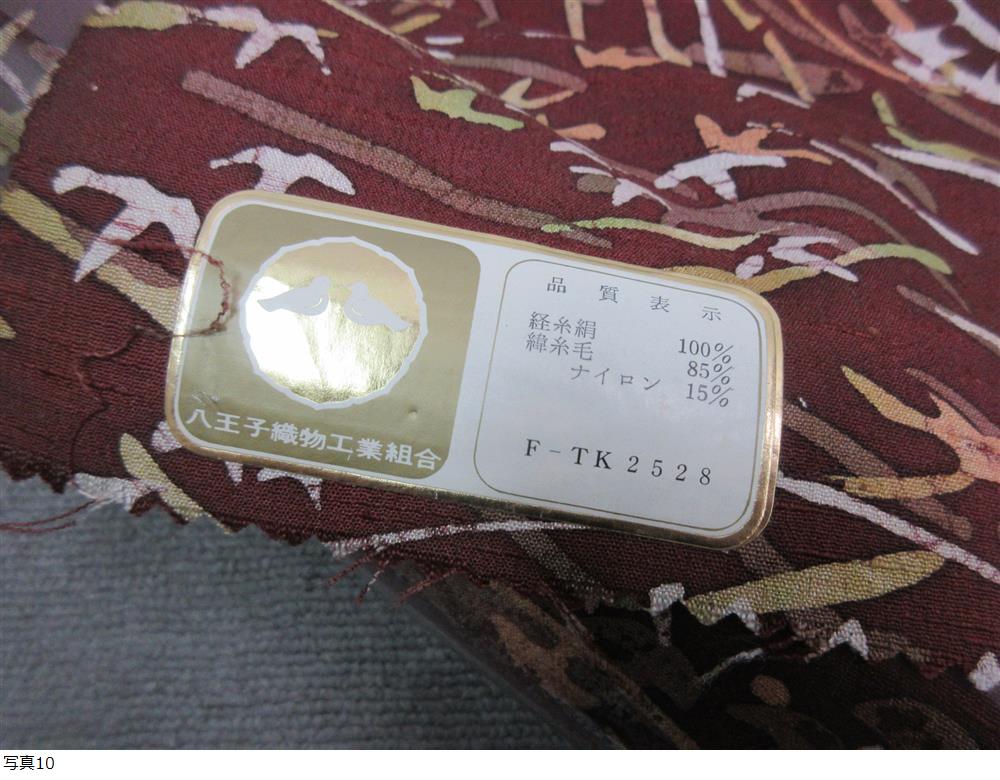 八王子織物工業組合
品質表示
経糸絹 100%
緯糸毛 85%
ナイロン 15%
F-TK2528
写真10